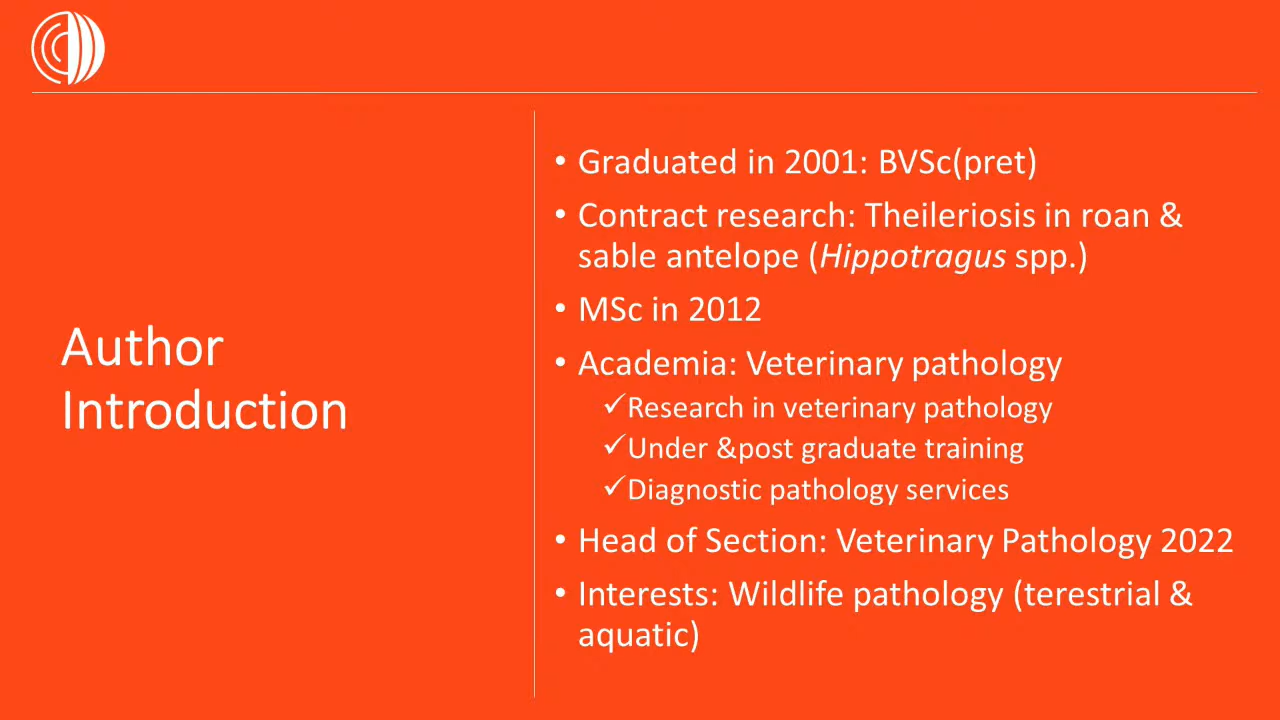 Author
Introduction
• Graduated in 2001: BVSc(pret)
• Contract research: Theileriosis in roan &
sable antelope (Hippotragus spp.)
• MSc in 2012
• Academia: Veterinary pathology
✓Research in veterinary pathology
✓Under &post graduate training
✓Diagnostic pathology services
• Head of Section: Veterinary Pathology 2022
• Interests: Wildlife pathology (terestrial &
aquatic)